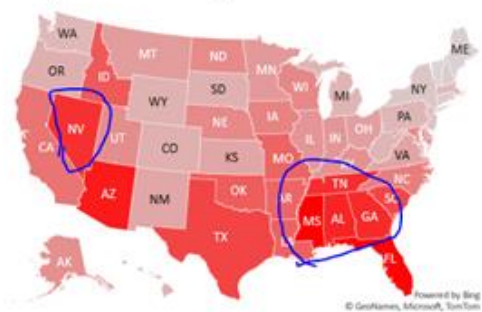 WA
ME
MT
ND
MN
OR
ID
SD
WI
MI
NY
WY
IA
PA
NE
NV
IL
IN
OH
UT
CO
CA
KS
MO
VA
NC
TN
AZ
NM
OK
AR
SC
MS
AL
GA
TX
AK
FL
Powered by Bing
© GeoNames, Microsoft, TomTom